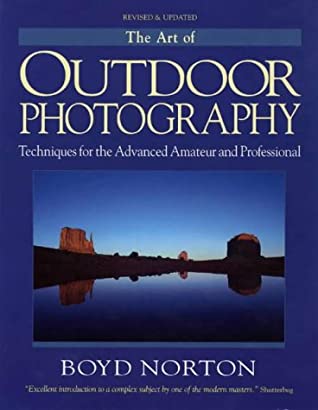 REVISED & UPDATED
The Art of
OUTDOOR
PHOTOGRAPHY
Techniques for the Advanced Amateur and Professional
BOYD NORTON
"Excellent introduction to a complex subject by one of the modern masters." Shutterbug